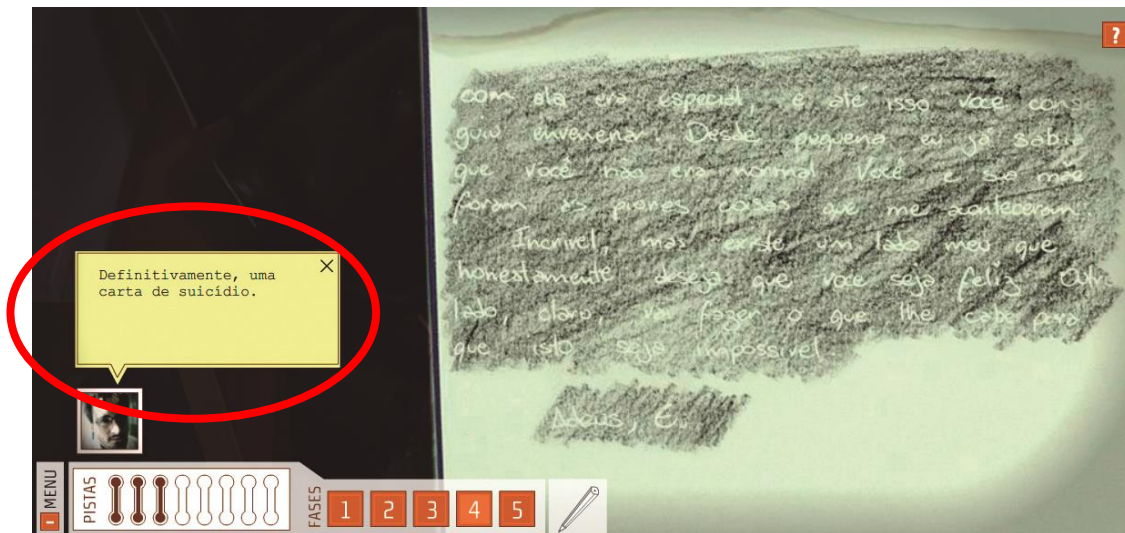 ?
com ela era especial, e até isso você conse
guiu envenenar. Desde pequena eu já sabia
que você não era normal. Você e sua mãe
foram as piores coisas que me aconteceram.
Incrível, mas existe um lado meu que
honestamente deseja que você seja feliz. Outro
lado, claro, vai fazer o que lhe cabe para
que isto seja impossível.
Adeus, E.
Definitivamente, uma
carta de suicídio.
MENU
PISTAS
FASES
1 2 3 4 5